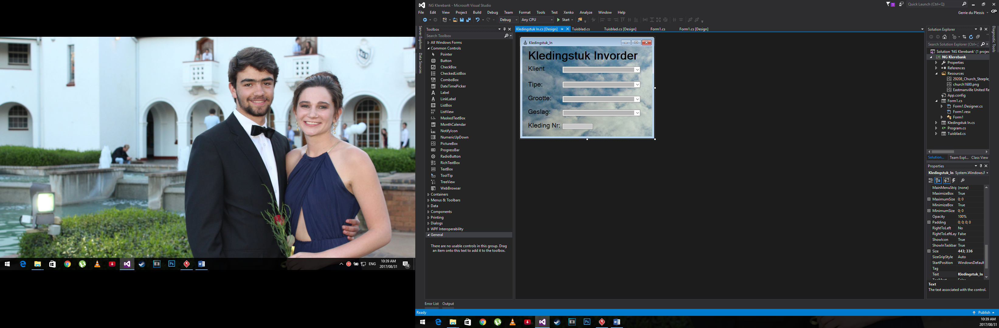 10:39 AM
ENG
2017/08/31
11
NG Klerebank - Microsoft Visual Studio
1
Quick Launch (Ctrl+Q)
File Edit View Project Build Debug Team Format Tools Test Xenko Analyze Window Help
Gerrie du Plessis
GP
Debug Any CPU Start
Server Explorer
Data Sources
Toolbox
Search Toolbox
All Windows Forms
Common Controls
Pointer
Button
CheckBox
CheckedListBox
ComboBox
DateTimePicker
Label
LinkLabel
ListBox
ListView
MaskedTextBox
MonthCalendar
NotifyIcon
NumericUpDown
PictureBox
ProgressBar
RadioButton
RichTextBox
TextBox
ToolTip
TreeView
WebBrowser
Containers
Menus & Toolbars
Data
Components
Printing
Dialogs
WPF Interoperability
General
There are no usable controls in this group. Drag
an item onto this text to add it to the toolbox.
Kledingstuk In.cs [Design] Tuisblad.cs Tuisblad.cs [Design] Form1.cs Form1.cs [Design]
Kledingstuk_In
Kledingstuk Invorder
Klient
Tipe:
Grootte:
Geslag:
Kleding Nr:
Solution Explorer
Search Solution Explorer (Ctrl+;
Solution 'NG Klerebank' (1 projec
NG Klerebank
Properties
References
Resources
29208_Church_Steeple_
church1600.png
Eastmanville United Re
App.config
Form1.cs
Form1.Designer.cs
Form1.resx
Form1
Kledingstuk In.cs
Program.cs
Tuisblad.cs
Solution... Team Expl... Class View
Properties
Kledingstuk_In System.Windows.F
MainMenuStrip (none)
MaximizeBox True
MaximumSize 0; 0
MinimizeBox True
MinimumSize 0; 0
Opacity 100%
Padding 0; 0; 0; 0
RightToLeft No
RightToLeftLay False
ShowIcon True
ShowInTaskbar True
Size 443; 336
SizeGripStyle Auto
StartPosition WindowsDefault
Tag
Text Kledingstuk_In
Text
The text associated with the control.
Diagnostic Tools
Error List Output
Ready
Publish
10:39 AM
2017/08/31